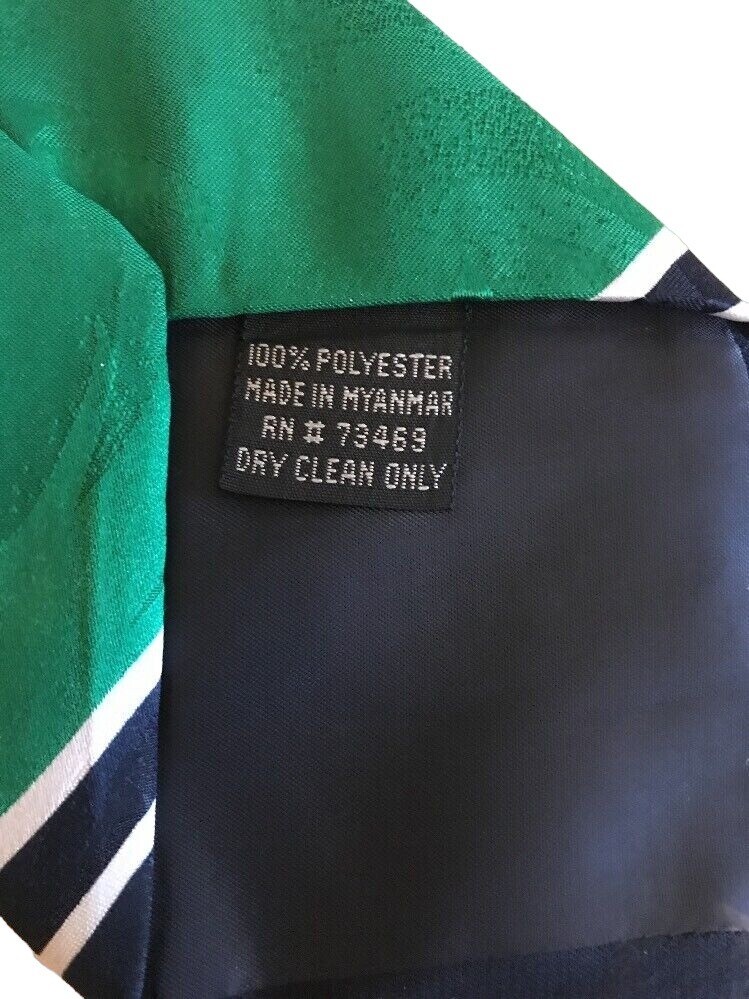 100% POLYESTER
MADE IN MYANMAR
RN # 73469
DRY CLEAN ONLY